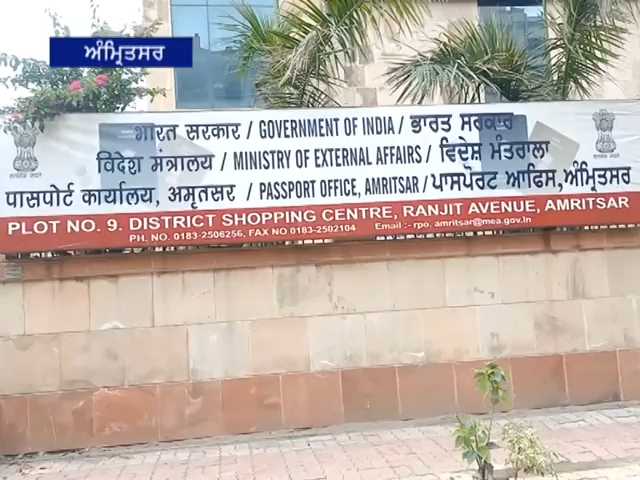 ਅੰਮ੍ਰਿਤਸਰ
भारत सरकार / GOVERNMENT OF INDIA / ਭਾਰਤ ਸਰਕਾਰ
विदेश मंत्रालय / MINISTRY OF EXTERNAL AFFAIRS / ਵਿਦੇਸ਼ ਮੰਤਰਾਲਾ
पासपोर्ट कार्यालय, अमृतसर / PASSPORT OFFICE, AMRITSAR / ਪਾਸਪੋਰਟ ਆਫਿਸ, ਅੰਮ੍ਰਿਤਸਰ
PLOT NO. 9. DISTRICT SHOPPING CENTRE, RANJIT AVENUE, AMRITSAR
PH. NO. 0183-2506256, FAX NO 0183-2502104 Email :- rpo. amritsar@mea.gov.in